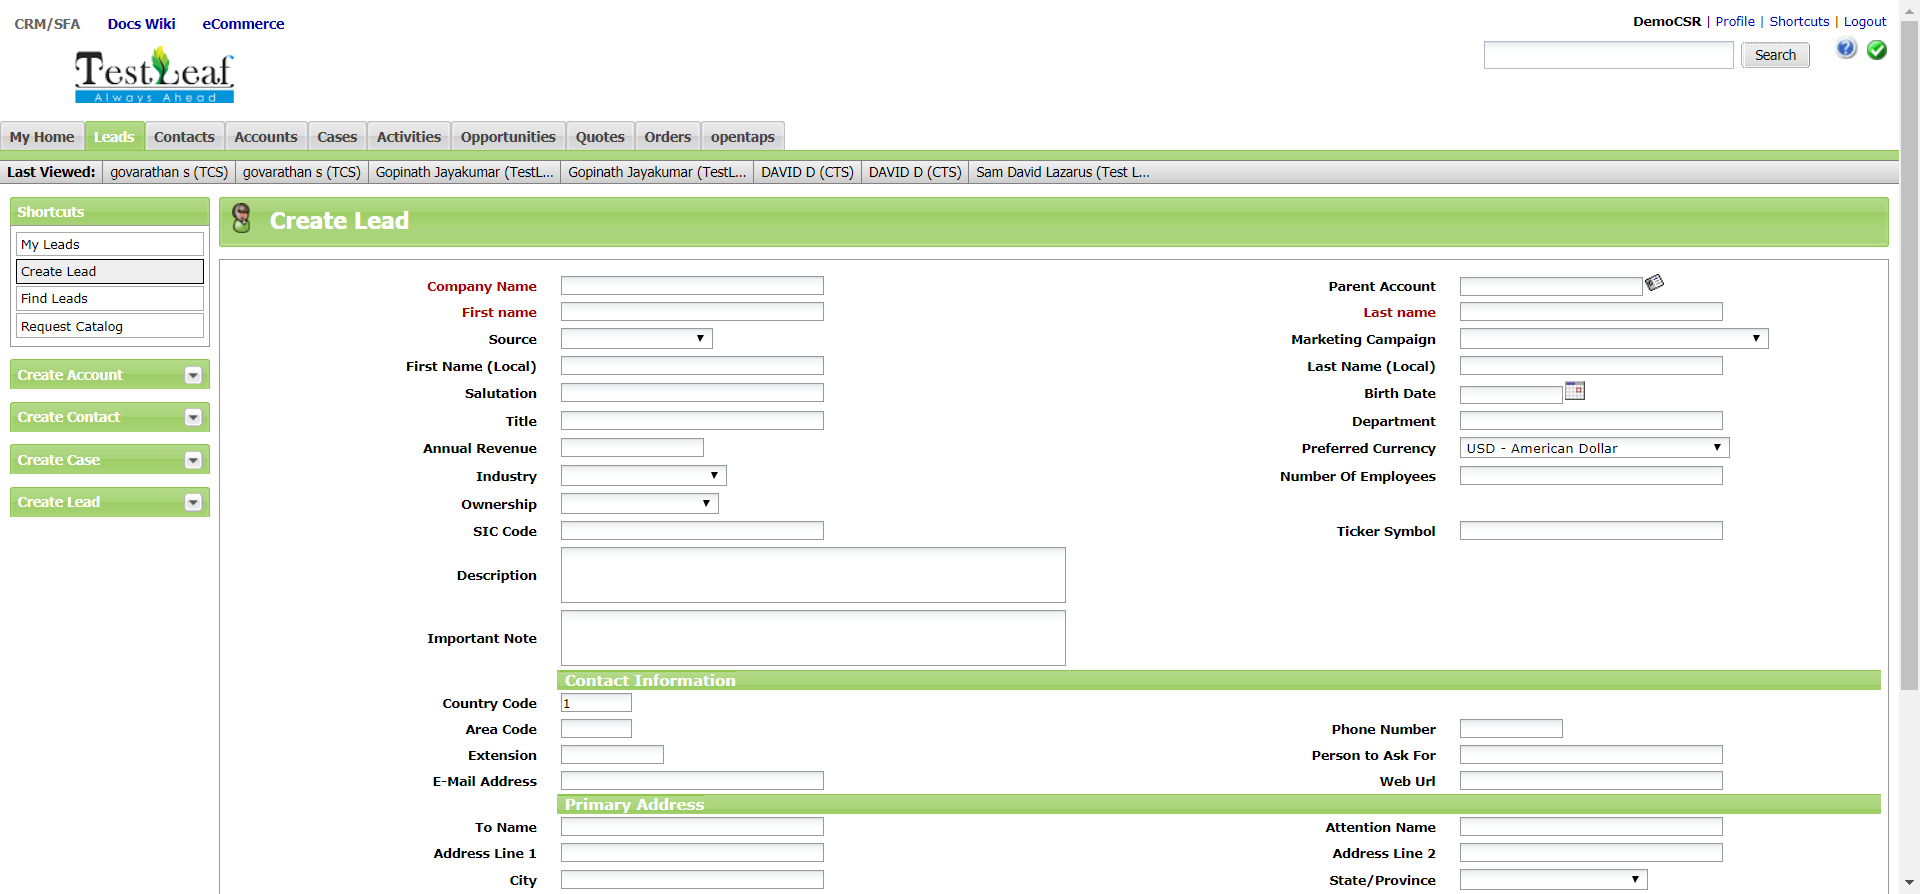 CRM/SFA Docs Wiki eCommerce
DemoCSR | Profile | Shortcuts | Logout
TestLeaf
Always Ahead
Search
My Home Leads Contacts Accounts Cases Activities Opportunities Quotes Orders opentaps
Last Viewed: govarathan s (TCS) govarathan s (TCS) Gopinath Jayakumar (TestL... Gopinath Jayakumar (TestL... DAVID D (CTS) DAVID D (CTS) Sam David Lazarus (Test L...
Shortcuts
My Leads
Create Lead
Find Leads
Request Catalog
Create Account
Create Contact
Create Case
Create Lead
Create Lead
Company Name Parent Account
First name Last name
Source Marketing Campaign
First Name (Local) Last Name (Local)
Salutation Birth Date
Title Department
Annual Revenue Preferred Currency USD - American Dollar
Industry Number Of Employees
Ownership
SIC Code Ticker Symbol
Description
Important Note
Contact Information
Country Code 1
Area Code Phone Number
Extension Person to Ask For
E-Mail Address Web Url
Primary Address
To Name Attention Name
Address Line 1 Address Line 2
City State/Province